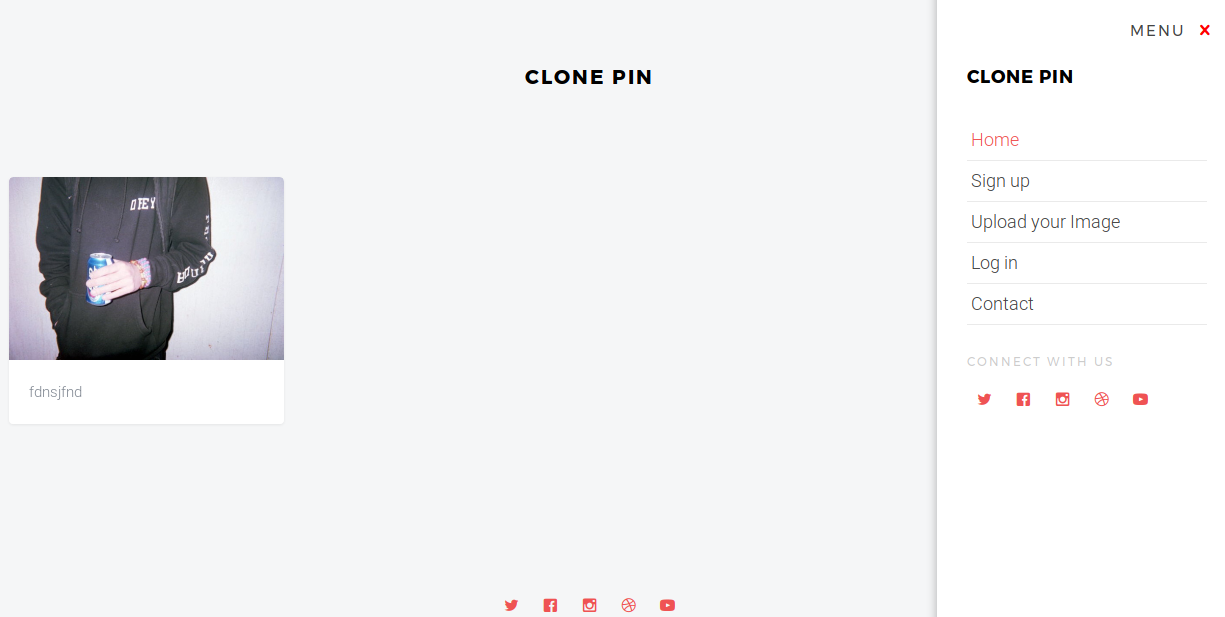 MENU ×
CLONE PIN
CLONE PIN
Home
Sign up
Upload your Image
Log in
Contact
CONNECT WITH US
OBEY
fdnsjfnd